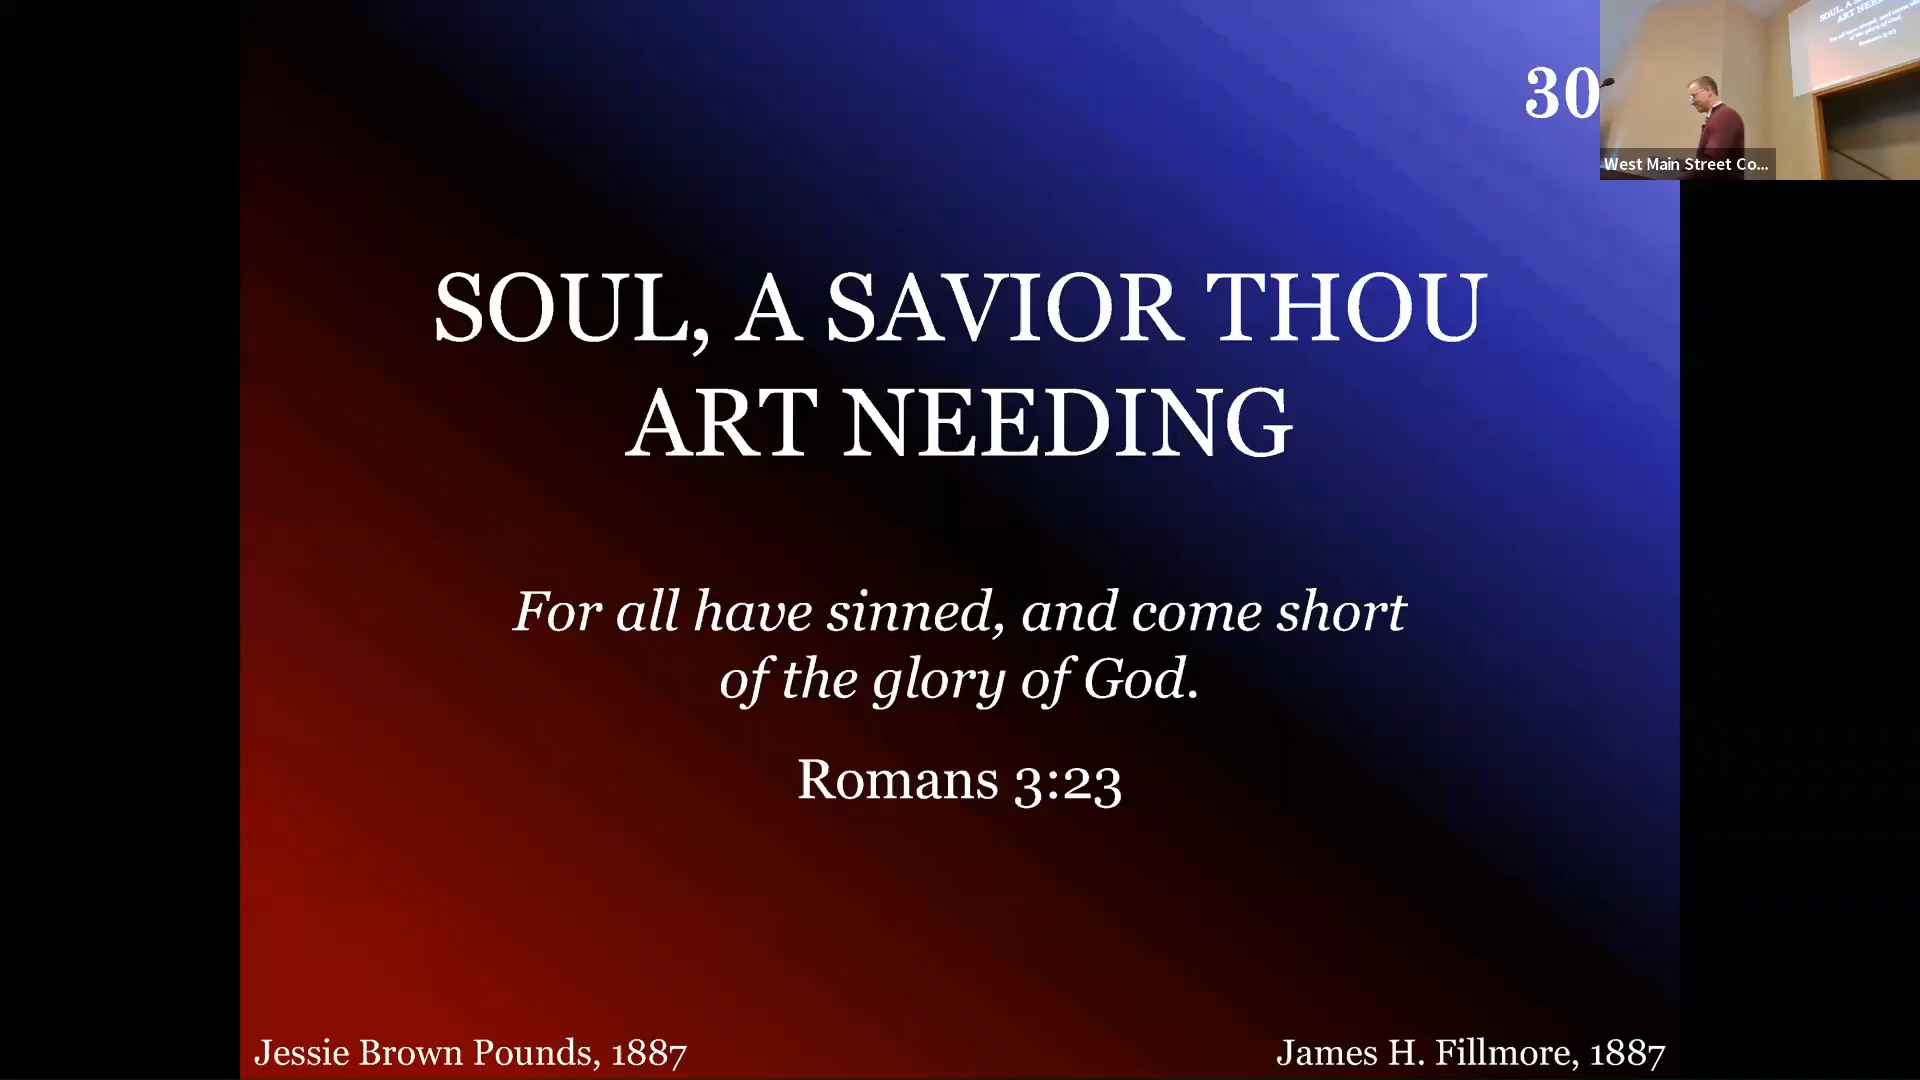 30
West Main Street Co...
SOUL, A SAVIOR THOU
ART NEEDING
For all have sinned, and come short
of the glory of God.
Romans 3:23
Jessie Brown Pounds, 1887
James H. Fillmore, 1887